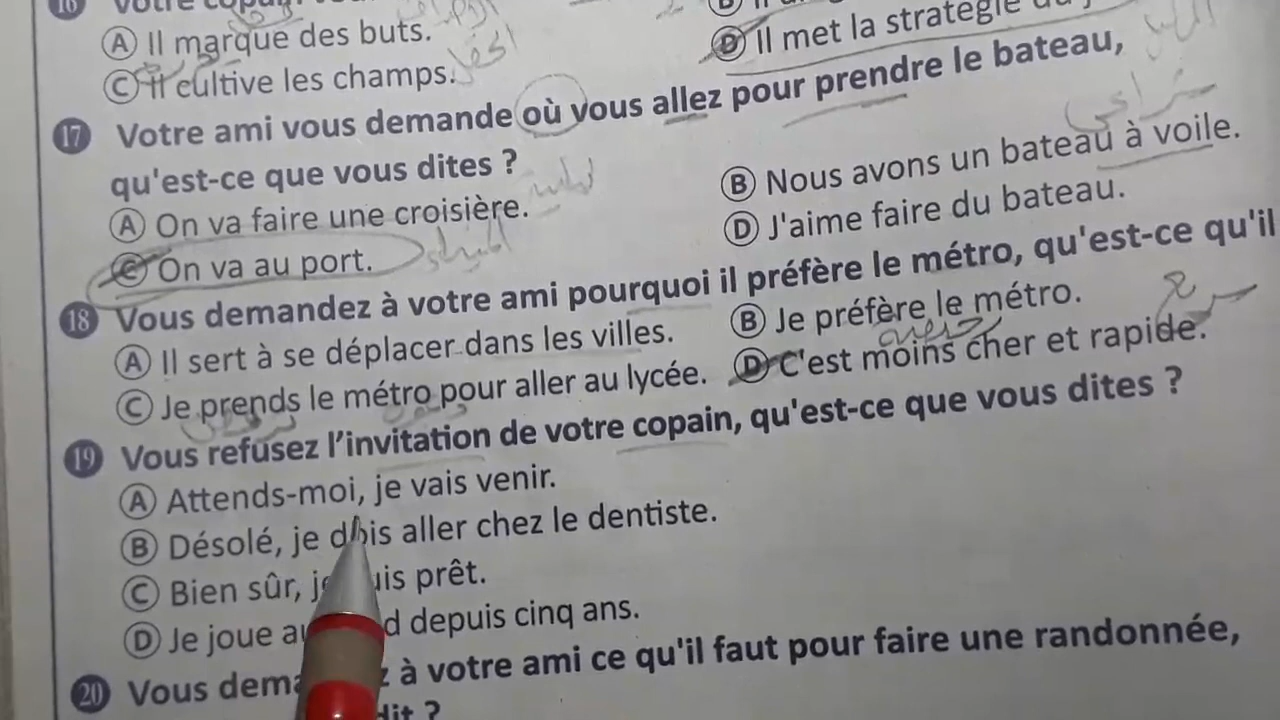 16 Votre copain
A Il marque des buts.
D Il met la stratégie
C Il cultive les champs.
17 Votre ami vous demande où vous allez pour prendre le bateau,
qu'est-ce que vous dites ?
A On va faire une croisière.
B Nous avons un bateau à voile.
C On va au port.
D J'aime faire du bateau.
18 Vous demandez à votre ami pourquoi il préfère le métro, qu'est-ce qu'il
A Il sert à se déplacer dans les villes.
B Je préfère le métro.
C Je prends le métro pour aller au lycée.
D C'est moins cher et rapide.
19 Vous refusez l'invitation de votre copain, qu'est-ce que vous dites ?
A Attends-moi, je vais venir.
B Désolé, je dois aller chez le dentiste.
C Bien sûr, je suis prêt.
D Je joue depuis cinq ans.
20 Vous à votre ami ce qu'il faut pour faire une randonnée,
dit ?